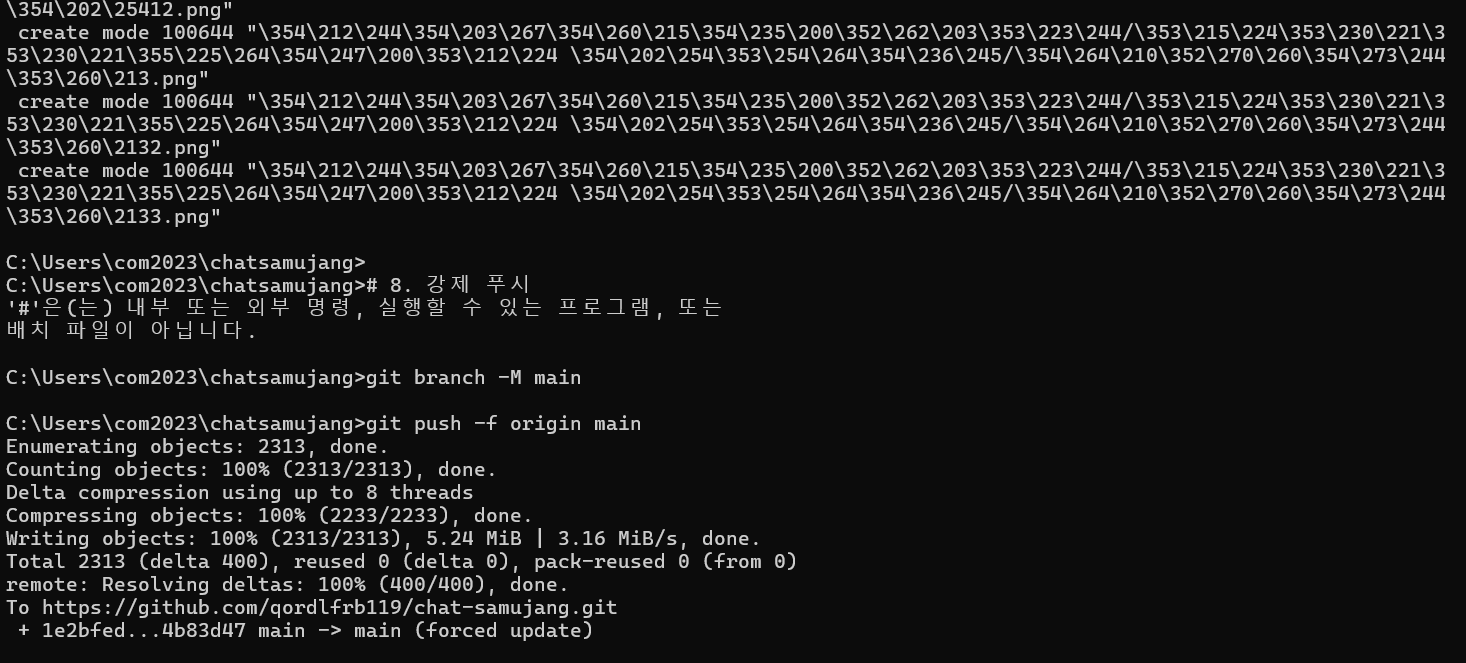 \354\202\25412.png"
 create mode 100644 "\354\212\244\354\203\267\354\260\215\354\235\200\352\262\203\353\223\244/\353\215\224\353\230\221\3
53\230\221\355\225\264\354\247\200\353\212\224 \354\202\254\353\254\264\354\236\245/\354\264\210\352\270\260\354\273\244
\353\260\213.png"
 create mode 100644 "\354\212\244\354\203\267\354\260\215\354\235\200\352\262\203\353\223\244/\353\215\224\353\230\221\3
53\230\221\355\225\264\354\247\200\353\212\224 \354\202\254\353\254\264\354\236\245/\354\264\210\352\270\260\354\273\244
\353\260\2132.png"
 create mode 100644 "\354\212\244\354\203\267\354\260\215\354\235\200\352\262\203\353\223\244/\353\215\224\353\230\221\3
53\230\221\355\225\264\354\247\200\353\212\224 \354\202\254\353\254\264\354\236\245/\354\264\210\352\270\260\354\273\244
\353\260\2133.png"
C:\Users\com2023\chatsamujang>
C:\Users\com2023\chatsamujang># 8. 강제 푸시
'#'은(는) 내부 또는 외부 명령, 실행할 수 있는 프로그램, 또는
배치 파일이 아닙니다.
C:\Users\com2023\chatsamujang>git branch -M main
C:\Users\com2023\chatsamujang>git push -f origin main
Enumerating objects: 2313, done.
Counting objects: 100% (2313/2313), done.
Delta compression using up to 8 threads
Compressing objects: 100% (2233/2233), done.
Writing objects: 100% (2313/2313), 5.24 MiB | 3.16 MiB/s, done.
Total 2313 (delta 400), reused 0 (delta 0), pack-reused 0 (from 0)
remote: Resolving deltas: 100% (400/400), done.
To https://github.com/qordlfrb119/chat-samujang.git
 + 1e2bfed...4b83d47 main -> main (forced update)